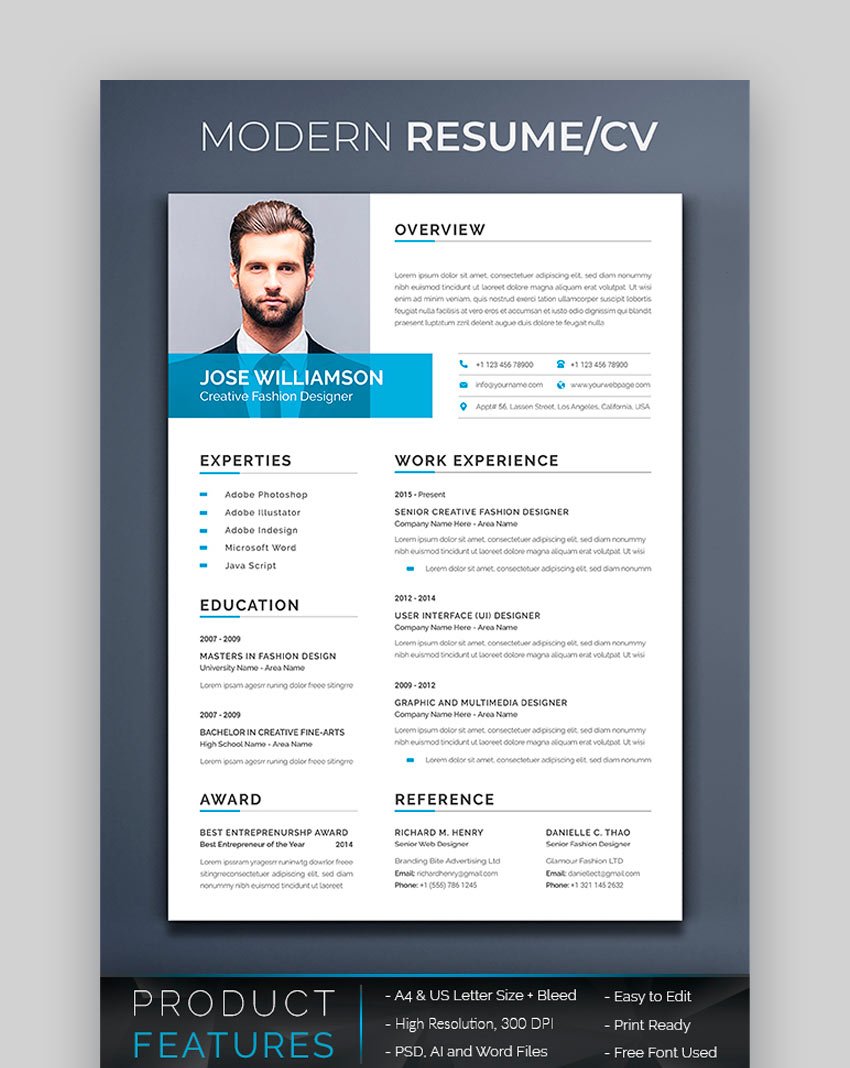 MODERN RESUME/CV
OVERVIEW
Lorem ipsum dolor sit amet, consectetuer adipiscing elit, sed diam nonummy
nibh euismod tincidunt ut laoreet dolore magna aliquam erat volutpat. Ut wisi
enim ad minim veniam, quis nostrud exerci tation ullamcorper suscipit lobortis
feugiat nulla facilisis at vero eros et accumsan et iusto odio dignissim qui blandit
praesent luptatum zzril delenit augue duis dolore te feugait nulla
JOSE WILLIAMSON
Creative Fashion Designer
+1 123 456 78900
+1 123 456 78900
info@yourname.com
www.yourwebpage.com
Appt# 56, Lassen Street, Los Angeles, California, USA
EXPERTIES
Adobe Photoshop
Adobe Illustator
Adobe Indesign
Microsoft Word
Java Script
EDUCATION
2007 - 2009
MASTERS IN FASHION DESIGN
University Name - Area Name
Lorem ipsam agesrr runing dolor freee sitingrre
2007 - 2009
BACHELOR IN CREATIVE FINE-ARTS
High School Name - Area Name
Lorem ipsam agesrr runing dolor freee sitingrre
AWARD
BEST ENTREPRENURSHP AWARD
Best Entrepreneur of the Year 2014
Lorem ipssam yragesrr runinwtg dowrlor freec
sitingrreconsectetuer adipiscing elit, sed diam
nonummy nibh euismod tincidunt ut laoreet
WORK EXPERIENCE
2015 - Present
SENIOR CREATIVE FASHION DESIGNER
Company Name Here - Area Name
Lorem ipsum dolor sit amet, consectetuer adipiscing elit, sed diam nonummy
nibh euismod tincidunt ut laoreet dolore magna aliquam erat volutpat. Ut wisi
Lorem dolor sit amet, consectetuer adipiscing elit, sed diam nonumm
2012 - 2014
USER INTERFACE (UI) DESIGNER
Company Name Here - Area Name
Lorem ipsum dolor sit amet, consectetuer adipiscing elit, sed diam nonummy
nibh euismod tincidunt ut laoreet dolore magna aliquam erat volutpat. Ut wisi
2009 - 2012
GRAPHIC AND MULTIMEDIA DESIGNER
Company Name Here - Area Name
Lorem ipsum dolor sit amet, consectetuer adipiscing elit, sed diam nonummy
nibh euismod tincidunt ut laoreet dolore magna aliquam erat volutpat. Ut wisi
Lorem dolor sit amet, consectetuer adipiscing elit, sed diam nonumm
REFERENCE
RICHARD M. HENRY
Senior Web Designer
Branding Bite Advertising Ltd
Email: richardhenry@gmail.com
Phone: +1 (555) 786 1245
DANIELLE C. THAO
Senior Fashion Designer
Glamour Fashion LTD
Email: daniellect@gmail.com
Phone: +1 321 145 2632
PRODUCT
FEATURES
- A4 & US Letter Size + Bleed
- High Resolution, 300 DPI
- PSD, AI and Word Files
- Easy to Edit
- Print Ready
- Free Font Used